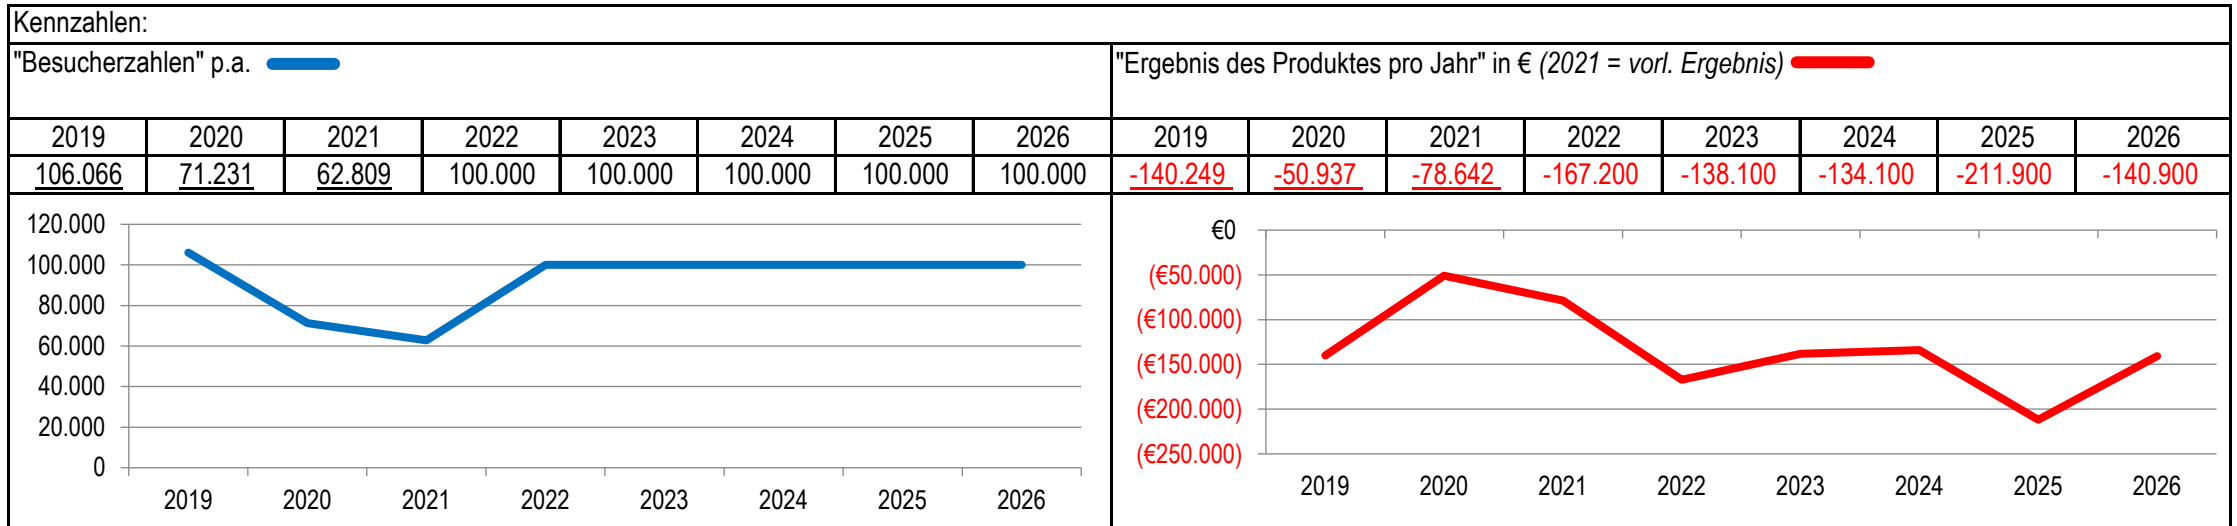 Kennzahlen:
"Besucherzahlen" p.a.
"Ergebnis des Produktes pro Jahr" in € (2021 = vorl. Ergebnis)
2019 2020 2021 2022 2023 2024 2025 2026 2019 2020 2021 2022 2023 2024 2025 2026
106.066 71.231 62.809 100.000 100.000 100.000 100.000 100.000 -140.249 -50.937 -78.642 -167.200 -138.100 -134.100 -211.900 -140.900
120.000
100.000
80.000
60.000
40.000
20.000
0
2019 2020 2021 2022 2023 2024 2025 2026
€0
(€50.000)
(€100.000)
(€150.000)
(€200.000)
(€250.000)
2019 2020 2021 2022 2023 2024 2025 2026